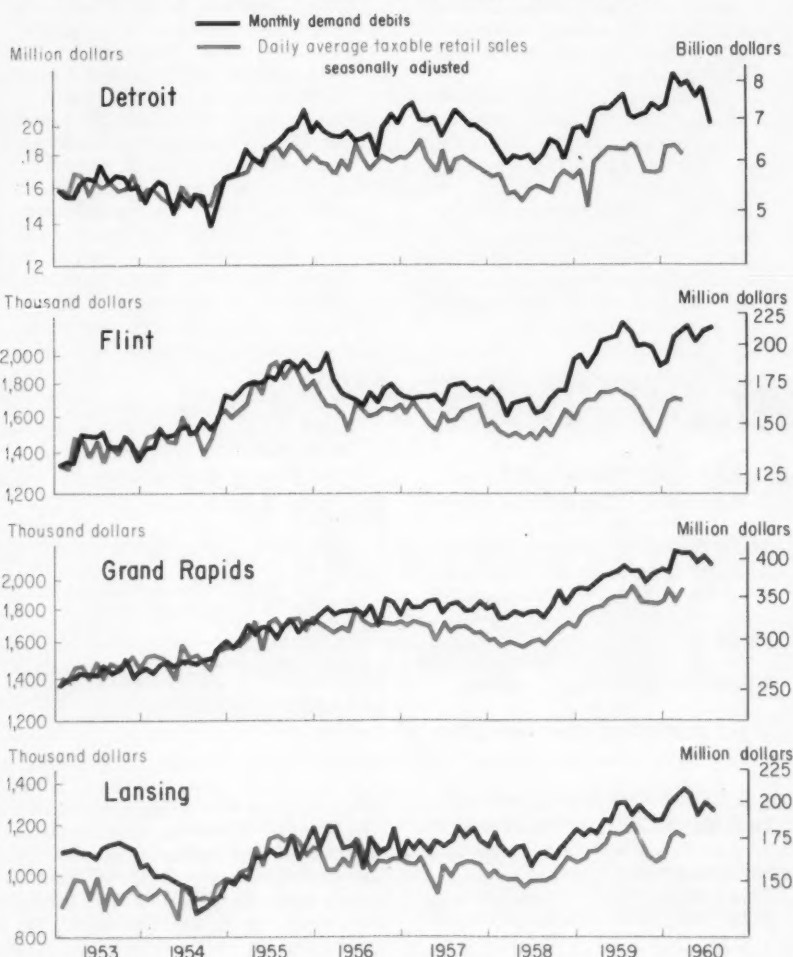 Monthly demand debits
Daily average taxable retail sales
seasonally adjusted
Million dollars
Billion dollars
Detroit
20
18
16
14
12
8
7
6
5
Thousand dollars
Million dollars
Flint
2,000
1,800
1,600
1,400
1,200
225
200
175
150
125
Thousand dollars
Million dollars
Grand Rapids
2,000
1,800
1,600
1,400
1,200
400
350
300
250
Thousand dollars
Million dollars
Lansing
1,400
1,200
1,000
800
225
200
175
150
1953 1954 1955 1956 1957 1958 1959 1960